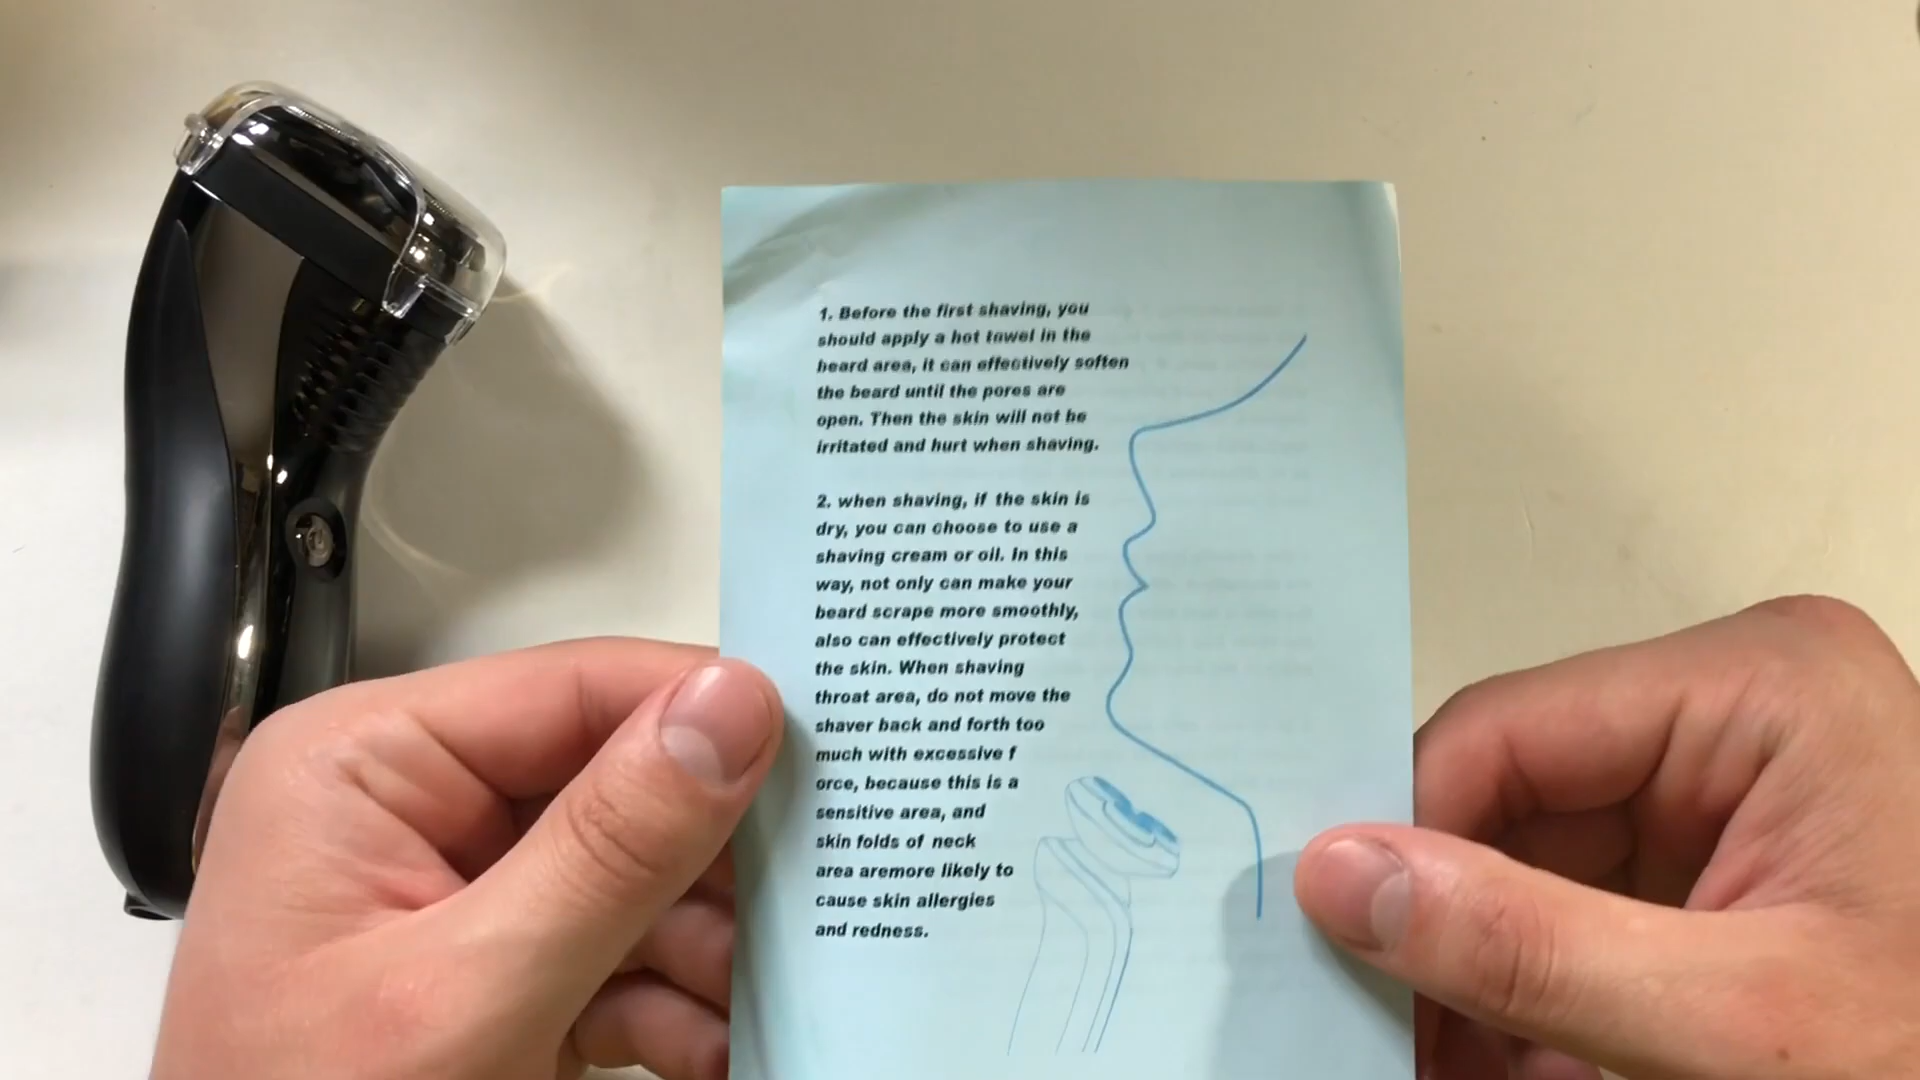 1. Before the first shaving, you
should apply a hot towel in the
beard area, it can effectively soften
the beard until the pores are
open. Then the skin will not be
irritated and hurt when shaving.
2. when shaving, if the skin is
dry, you can choose to use a
shaving cream or oil. In this
way, not only can make your
beard scrape more smoothly,
also can effectively protect
the skin. When shaving
throat area, do not move the
shaver back and forth too
much with excessive f
orce, because this is a
sensitive area, and
skin folds of neck
area aremore likely to
cause skin allergies
and redness.